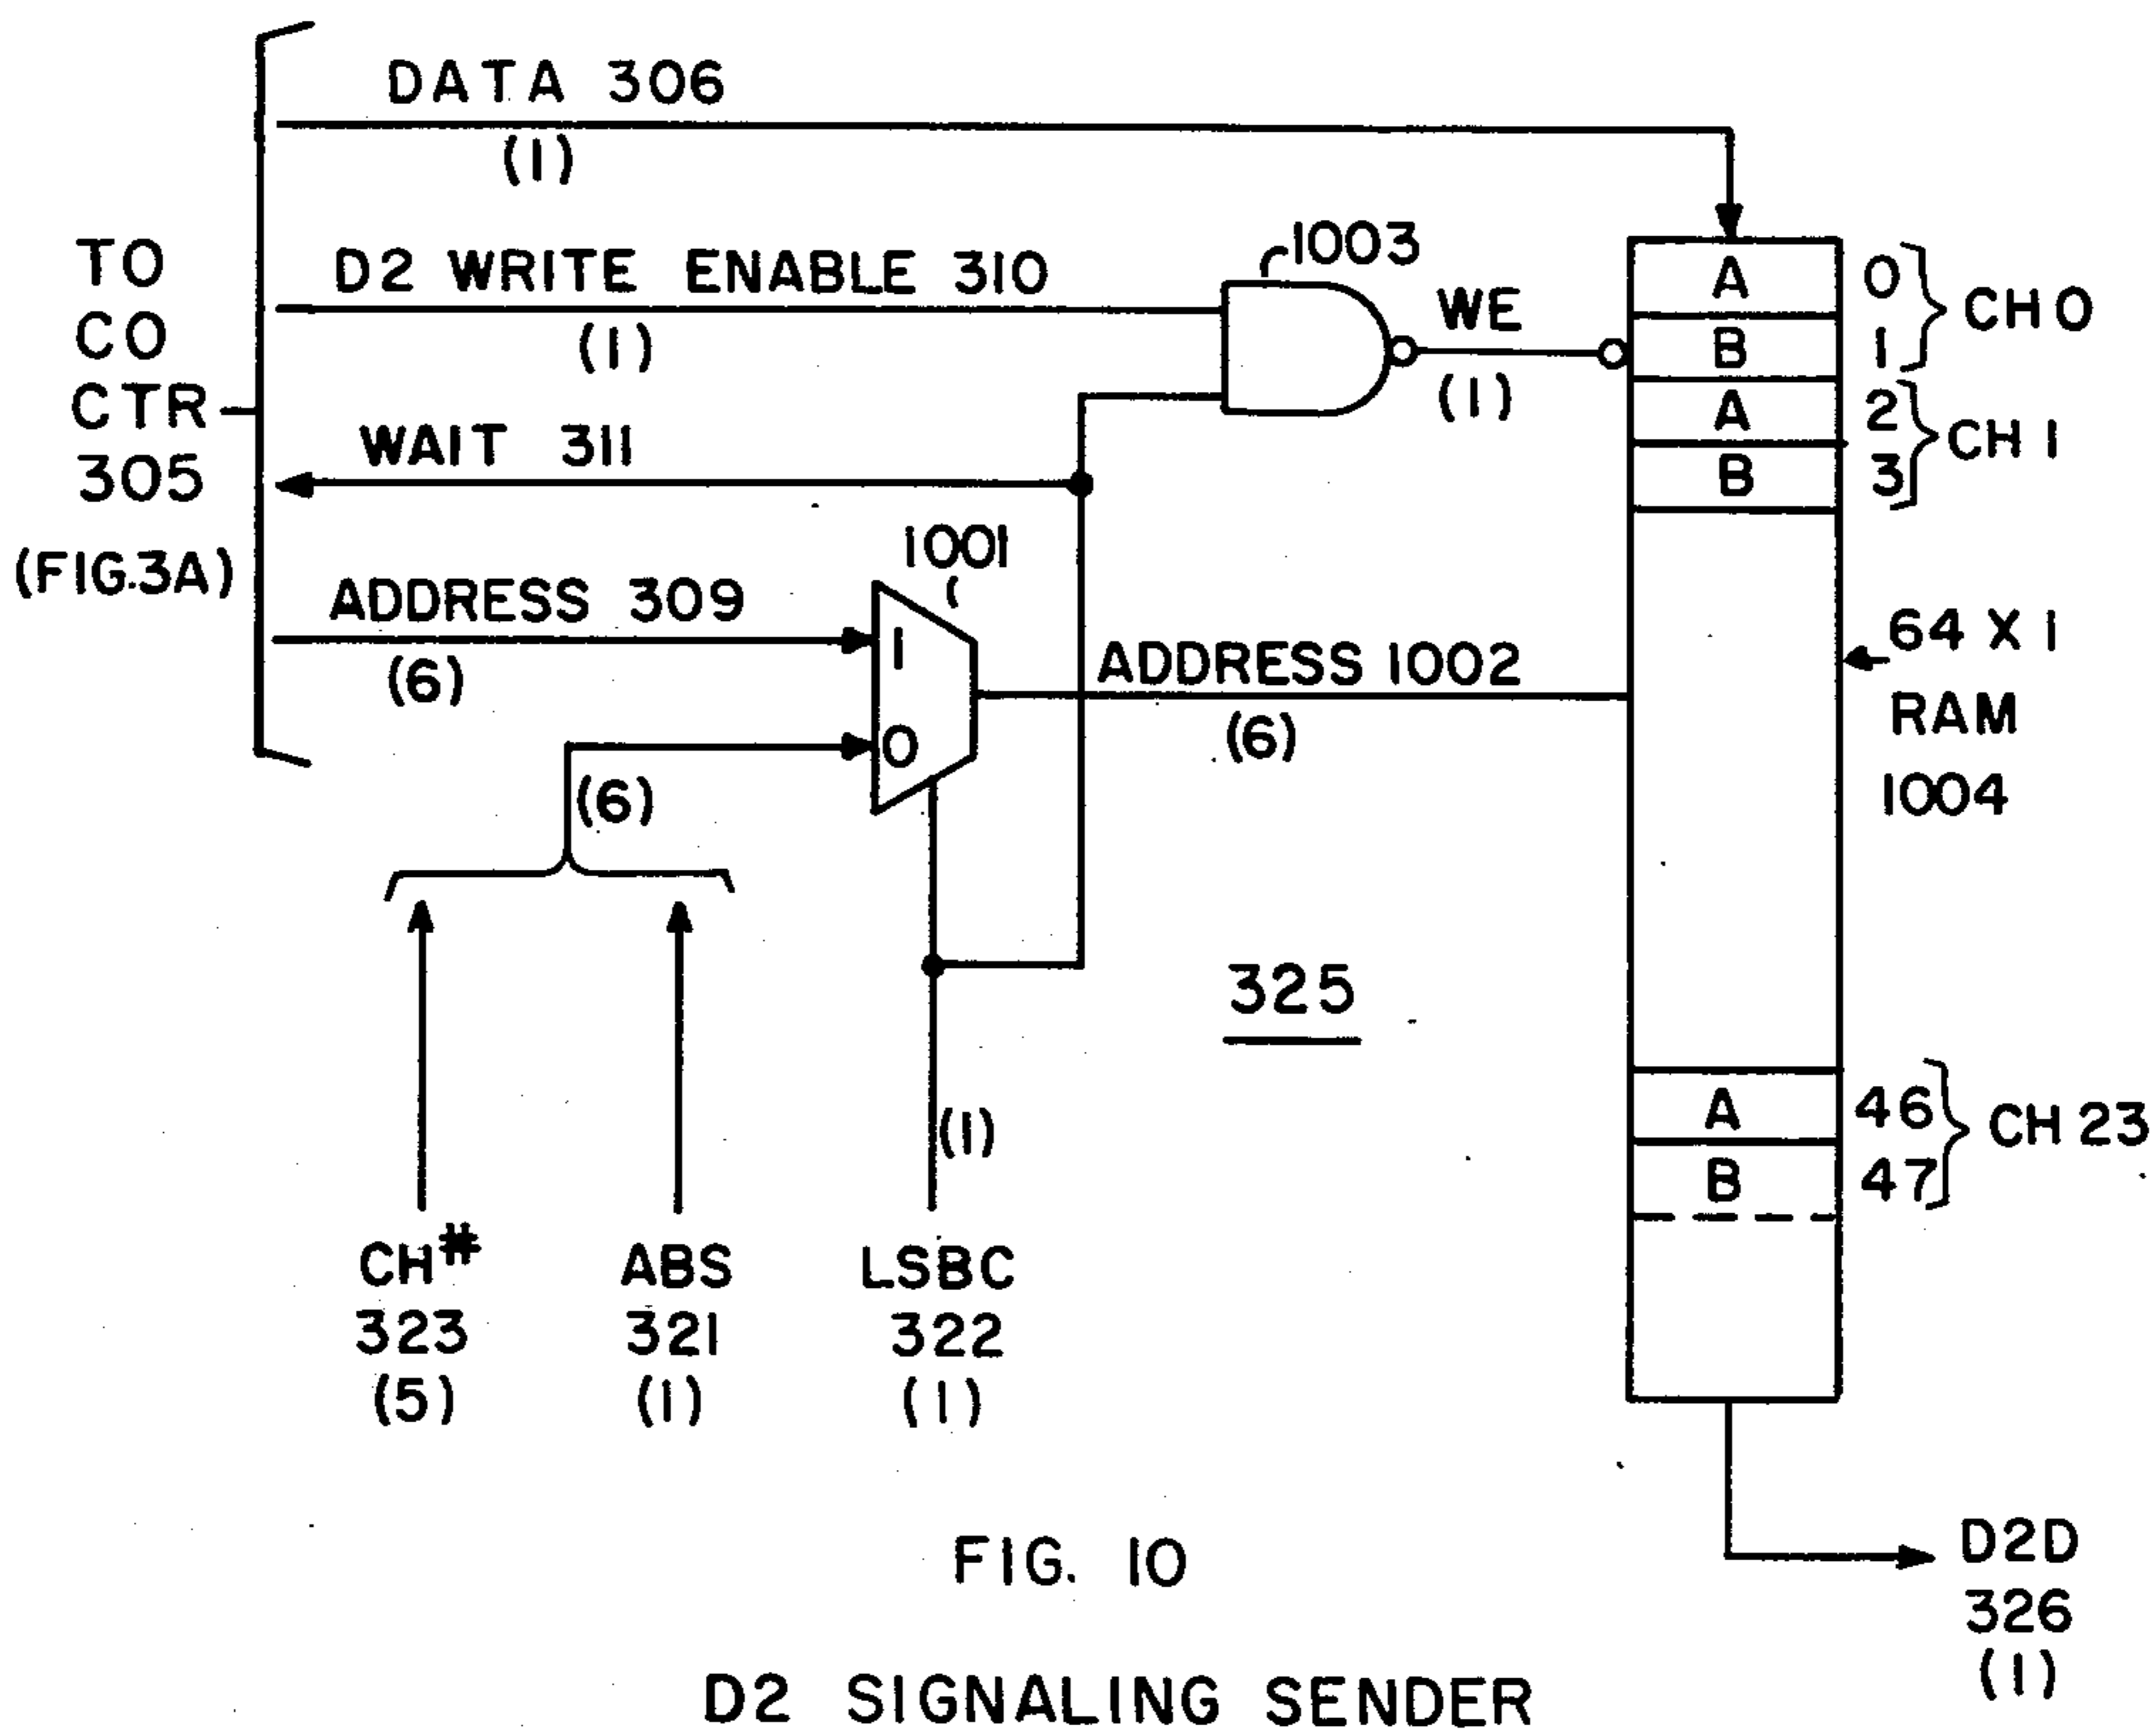 DATA 306
(1)
D2 WRITE ENABLE 310
(1)
TO
CO
CTR
305
(FIG.3A)
WAIT 311
ADDRESS 309
(6)
1001
1
0
(6)
1003
WE
(1)
ADDRESS 1002
(6)
A 0
B 1
CH 0
A 2
B 3
CH 1
64 X 1
RAM
1004
325
(1)
A 46
B 47
CH 23
CH#
323
(5)
ABS
321
(1)
LSBC
322
(1)
D2D
326
(1)
FIG. 10
D2 SIGNALING SENDER